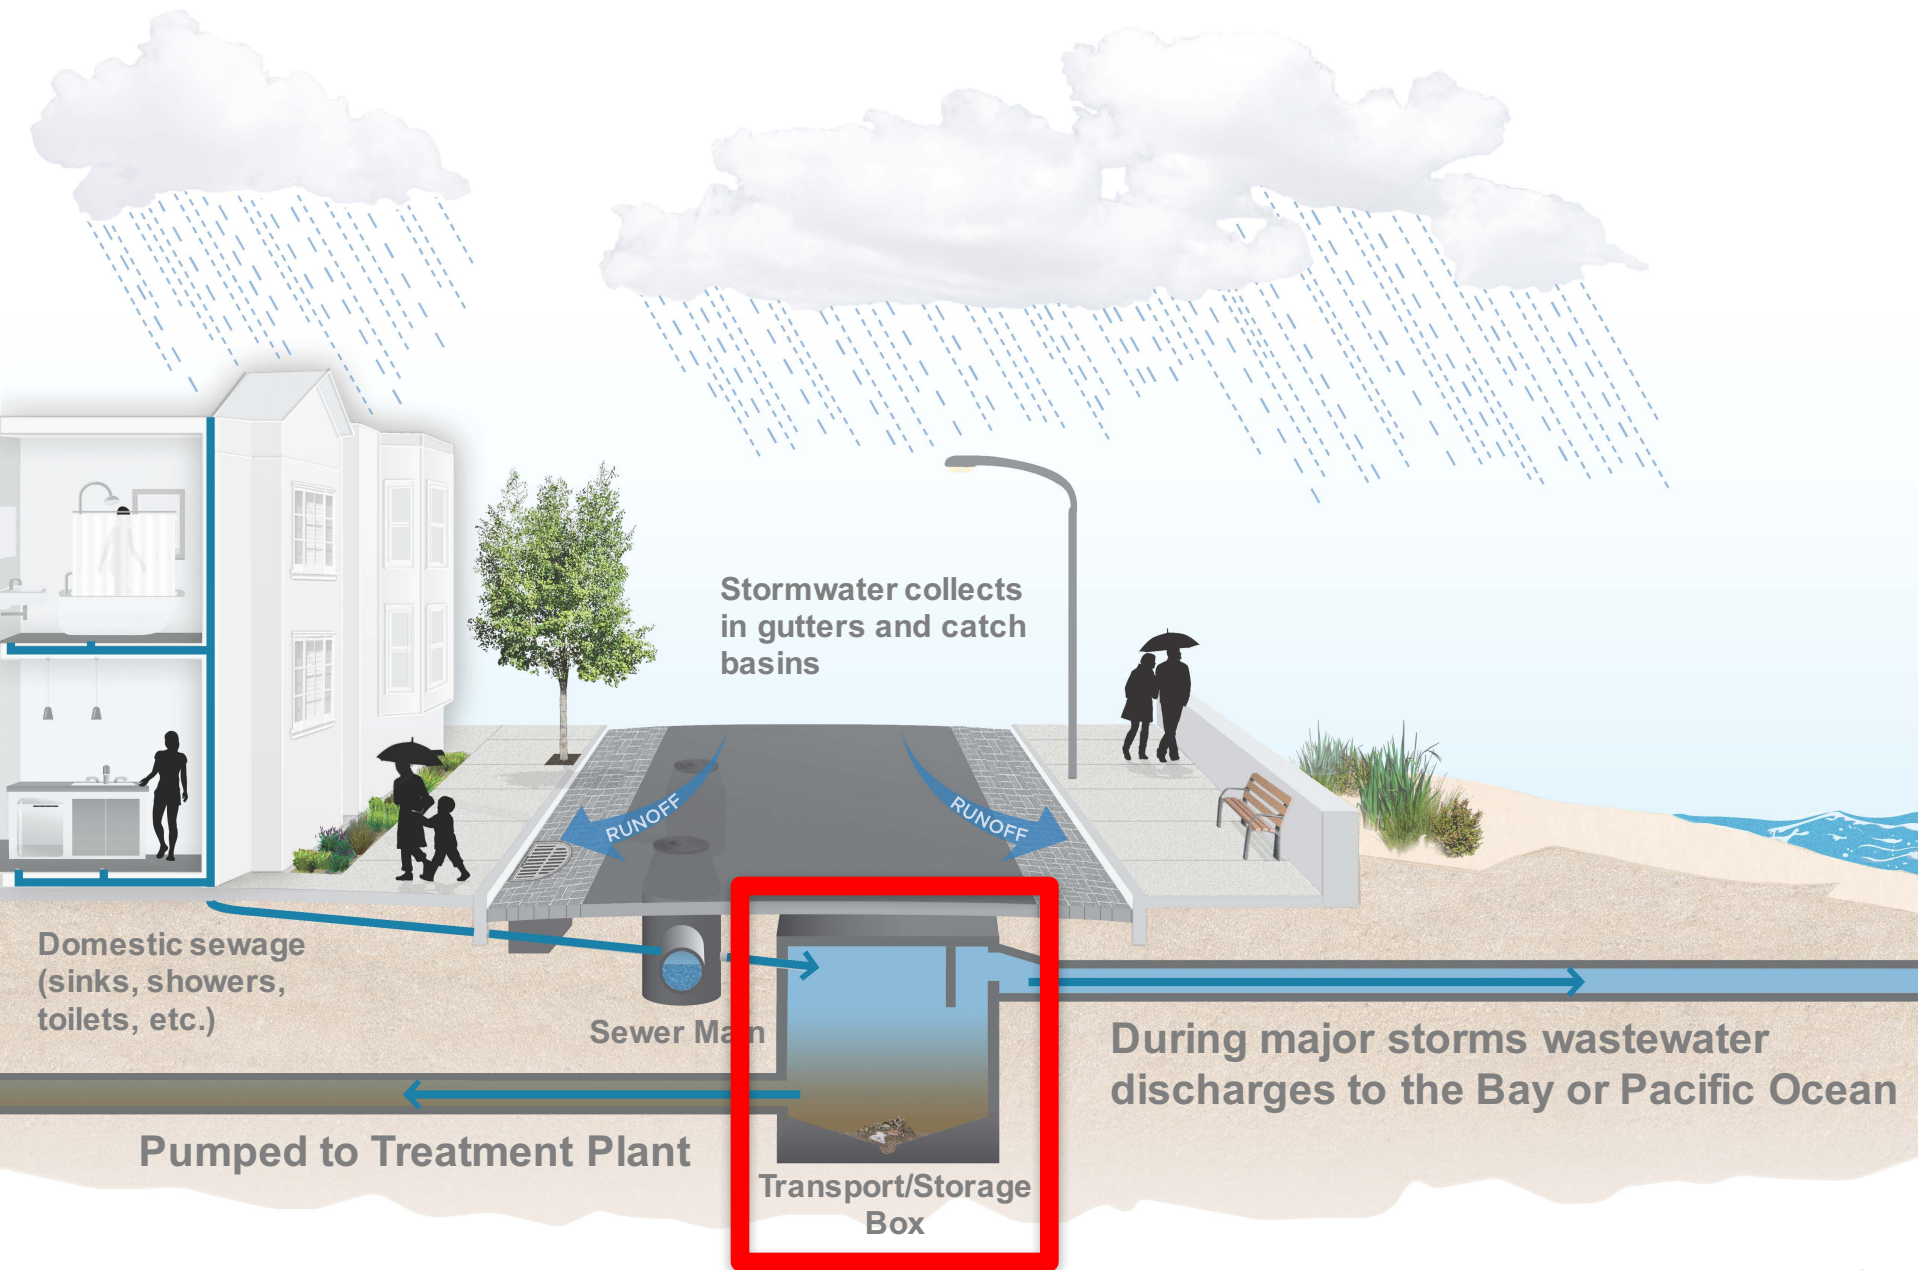 Stormwater collects
in gutters and catch
basins
RUNOFF
RUNOFF
Domestic sewage
(sinks, showers,
toilets, etc.)
Sewer Main
During major storms wastewater
discharges to the Bay or Pacific Ocean
Pumped to Treatment Plant
Transport/Storage
Box